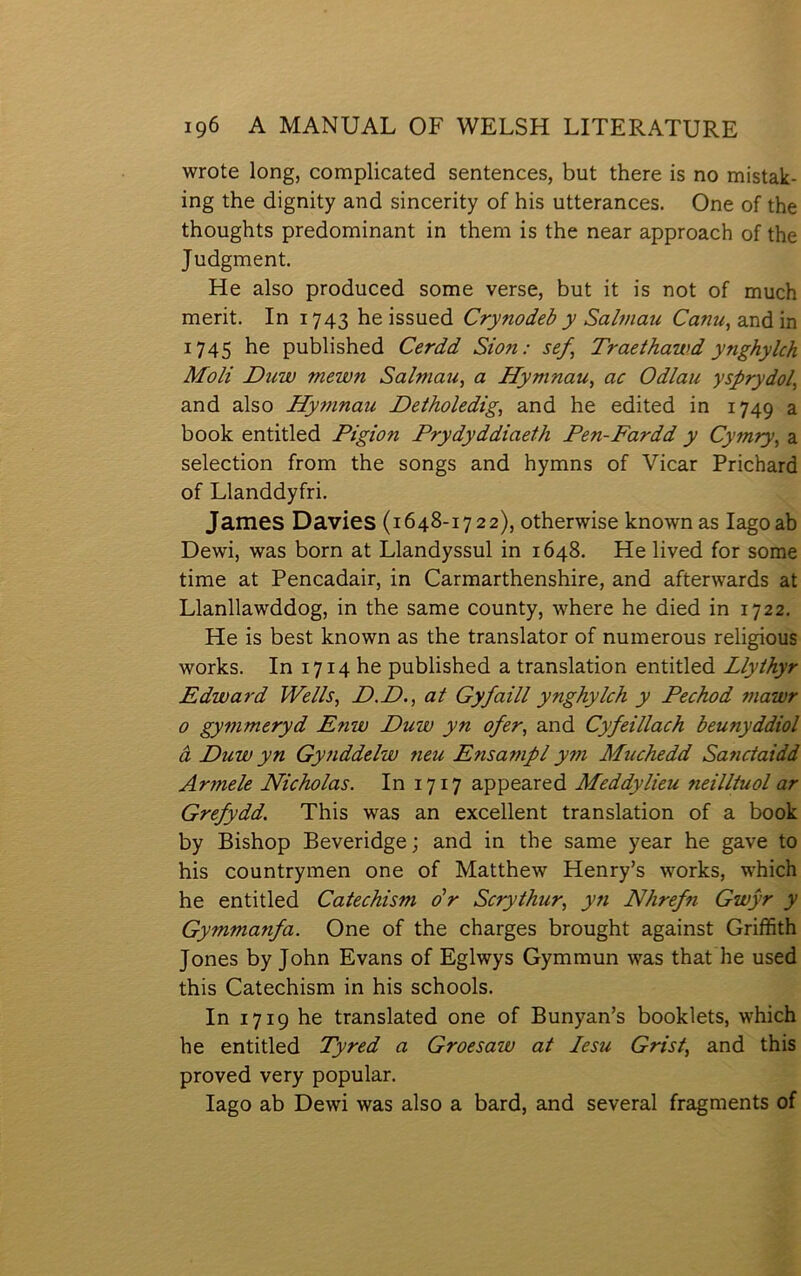 196 A MANUAL OF WELSH LITERATURE
wrote long, complicated sentences, but there is no mistak-
ing the dignity and sincerity of his utterances. One of the
thoughts predominant in them is the near approach of the
Judgment.
He also produced some verse, but it is not of much
merit. In 1743 he issued Crynodeb y Salmau Canu, and in
1745 he published Cerdd Sion: sef, Traethawd ynghylch
Moli Duw mewn Salmau, a Hymnau, ac Odlau ysprydol,
and also Hymnau Detholedig, and he edited in 1749 a
book entitled Pigion Prydyddiaeth Pen-Fardd y Cymry, a
selection from the songs and hymns of Vicar Prichard
of Llanddyfri.
James Davies (1648-1722), otherwise known as Iago ab
Dewi, was born at Llandyssul in 1648. He lived for some
time at Pencadair, in Carmarthenshire, and afterwards at
Llanllawddog, in the same county, where he died in 1722.
He is best known as the translator of numerous religious
works. In 1714 he published a translation entitled Llythyr
Edward Wells, D.D., at Gyfaill ynghylch y Pechod mawr
o gymmeryd Enw Duw yn ofer, and Cyfeillach beunyddiol
â Duw yn Gynddelw neu Ensampl ym Muchedd Sanctaidd
Armele Nicholas. In 1717 appeared Meddylieu neilltuol ar
Grefydd. This was an excellent translation of a book
by Bishop Beveridge; and in the same year he gave to
his countrymen one of Matthew Henry's works, which
he entitled Catechism o'r Scrythur, yn Nhrefn Gwŷr y
Gymmanfa. One of the charges brought against Griffith
Jones by John Evans of Eglwys Gymmun was that he used
this Catechism in his schools.
In 1719 he translated one of Bunyan's booklets, which
he entitled Tyred a Groesaw at Iesu Grist, and this
proved very popular.
Iago ab Dewi was also a bard, and several fragments of